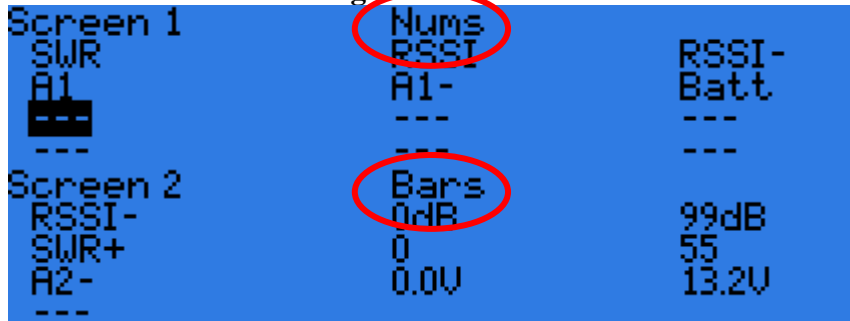 Screen 1 Nums
SWR RSSI RSSI-
A1 A1- Batt
--- --- ---
--- --- ---
Screen 2 Bars
RSSI- 0dB 99dB
SWR+ 0 55
A2- 0.0V 13.2V
---